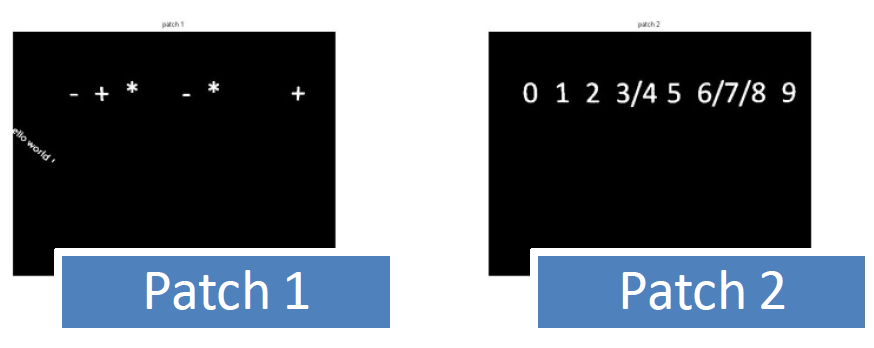 patch 1
- + * - * +
ello world !
Patch 1
patch 2
0 1 2 3/4 5 6/7/8 9
Patch 2